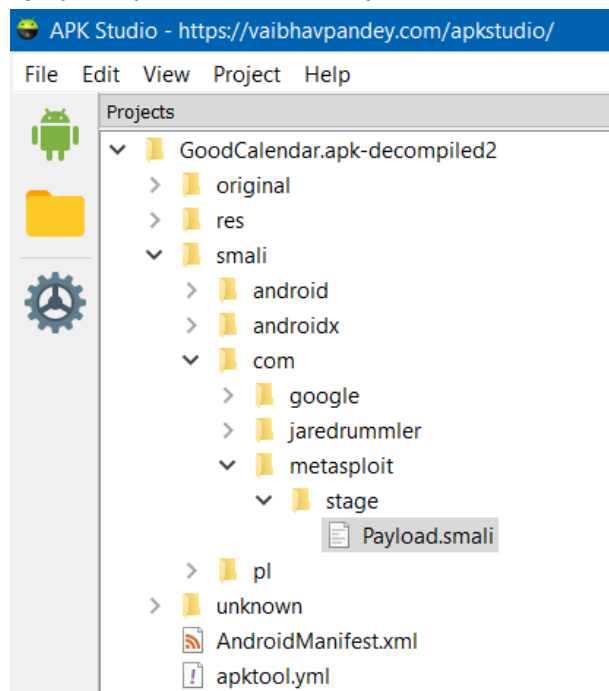 APK Studio - https://vaibhavpandey.com/apkstudio/
File Edit View Project Help
Projects
GoodCalendar.apk-decompiled2
original
res
smali
android
androidx
com
google
jaredrummler
metasploit
stage
Payload.smali
pl
unknown
AndroidManifest.xml
apktool.yml